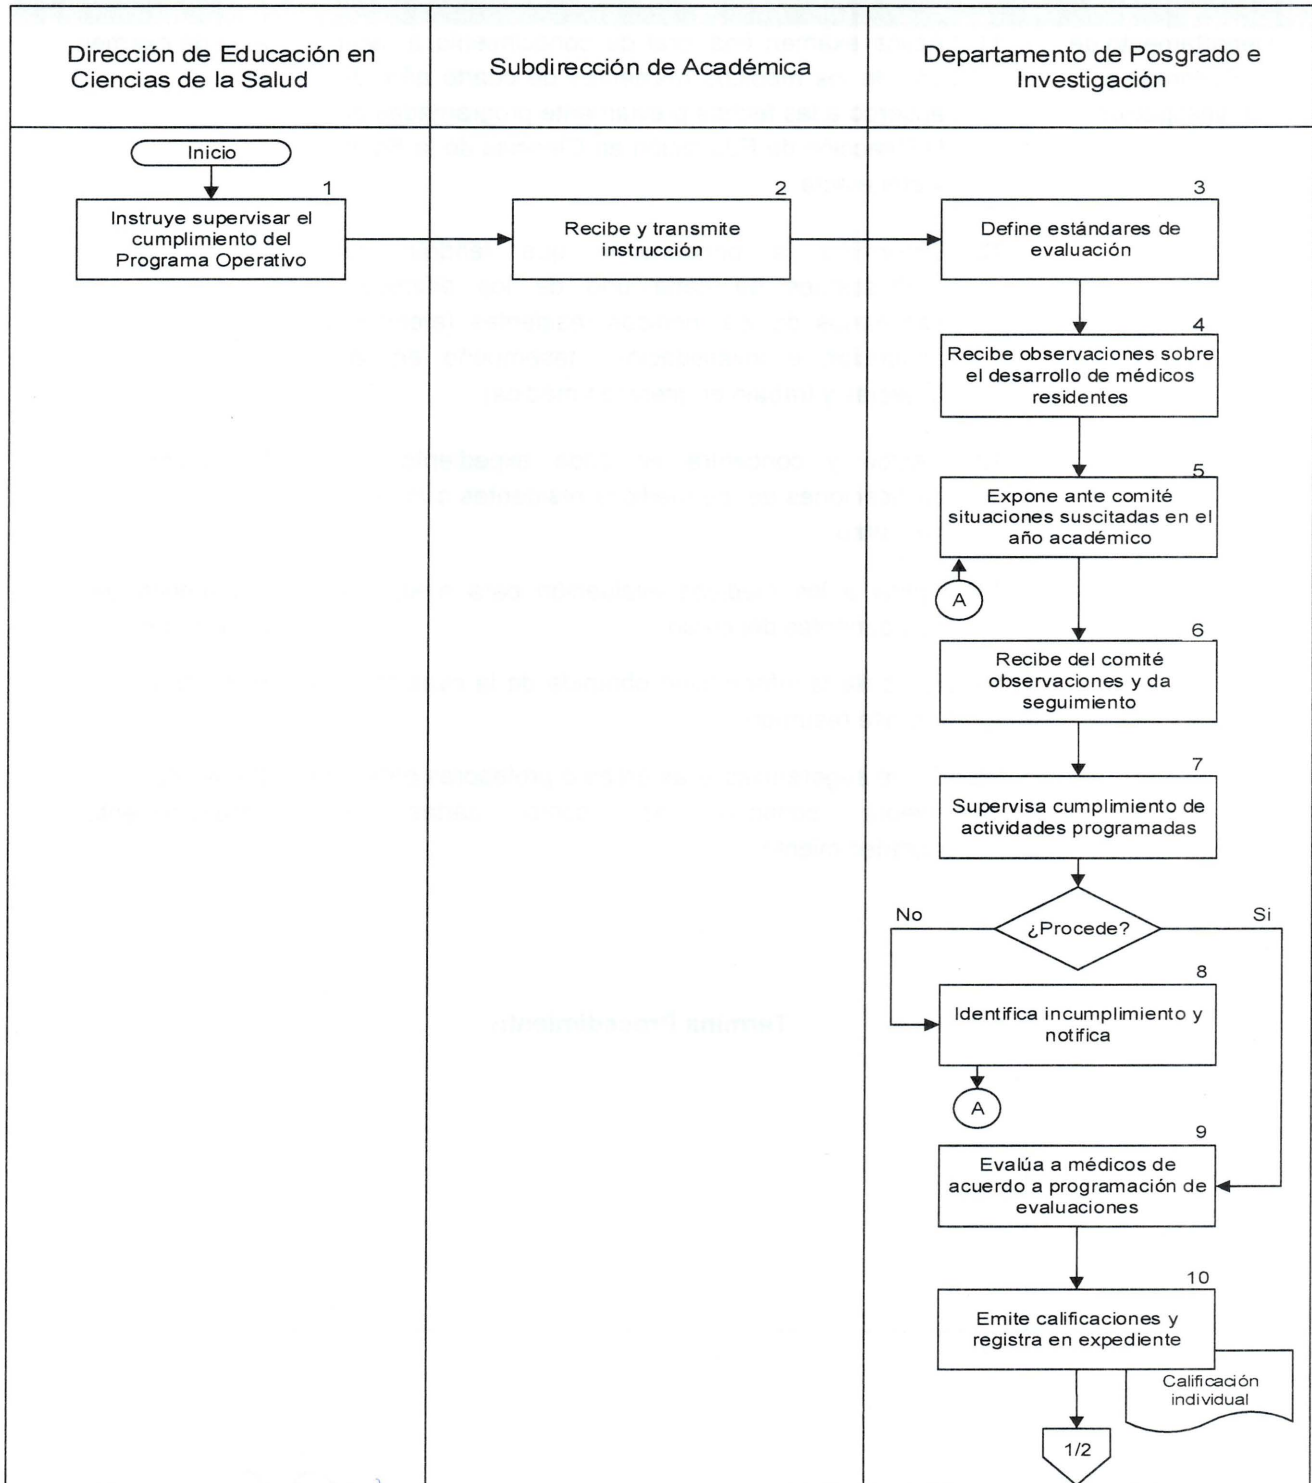 Dirección de Educación en
Ciencias de la Salud
Subdirección de Académica
Departamento de Posgrado e
Investigación
Inicio
1
Instruye supervisar el
cumplimiento del
Programa Operativo
2
Recibe y transmite
instrucción
3
Define estándares de
evaluación
4
Recibe observaciones sobre
el desarrollo de médicos
residentes
5
Expone ante comité
situaciones suscitadas en el
año académico
A
6
Recibe del comité
observaciones y da
seguimiento
7
Supervisa cumplimiento de
actividades programadas
No
¿Procede?
Si
8
Identifica incumplimiento y
notifica
A
9
Evalúa a médicos de
acuerdo a programación de
evaluaciones
10
Emite calificaciones y
registra en expediente
Calificación
individual
1/2